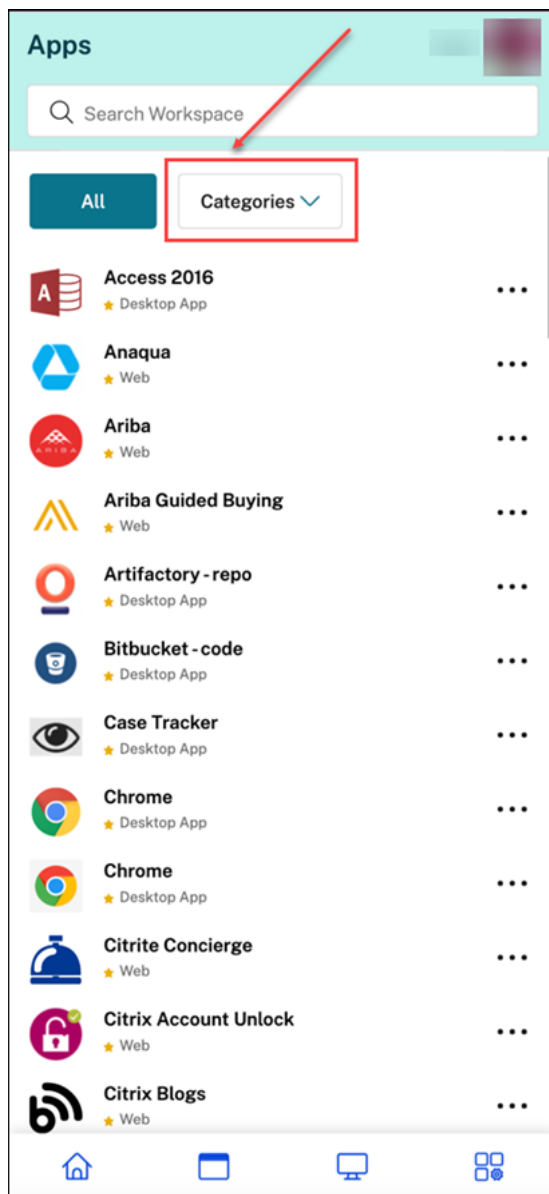 Apps
Search Workspace
All
Categories
A
Access 2016
Desktop App
Anaqua
Web
ARIBA
Ariba
Web
Ariba Guided Buying
Web
Artifactory - repo
Desktop App
Bitbucket - code
Desktop App
Case Tracker
Desktop App
Chrome
Desktop App
Chrome
Desktop App
Citrite Concierge
Web
Citrix Account Unlock
Web
Citrix Blogs
Web